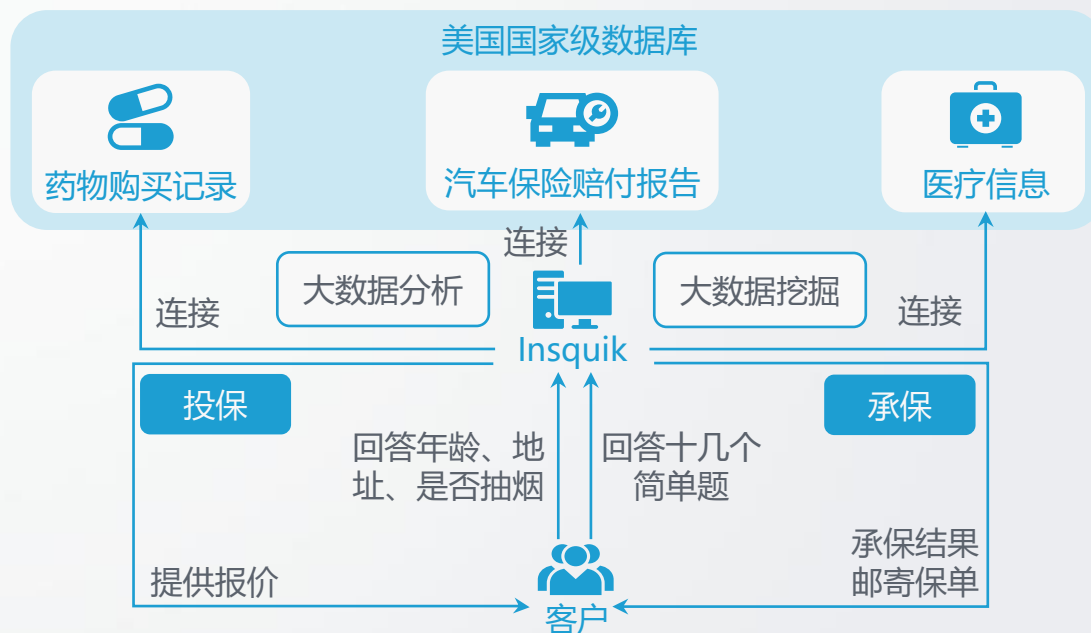 美国国家级数据库
药物购买记录
汽车保险赔付报告
医疗信息
连接
大数据分析
大数据挖掘
连接
连接
Insquik
投保
承保
回答年龄、地
址、是否抽烟
回答十几个
简单题
提供报价
承保结果
邮寄保单
客户